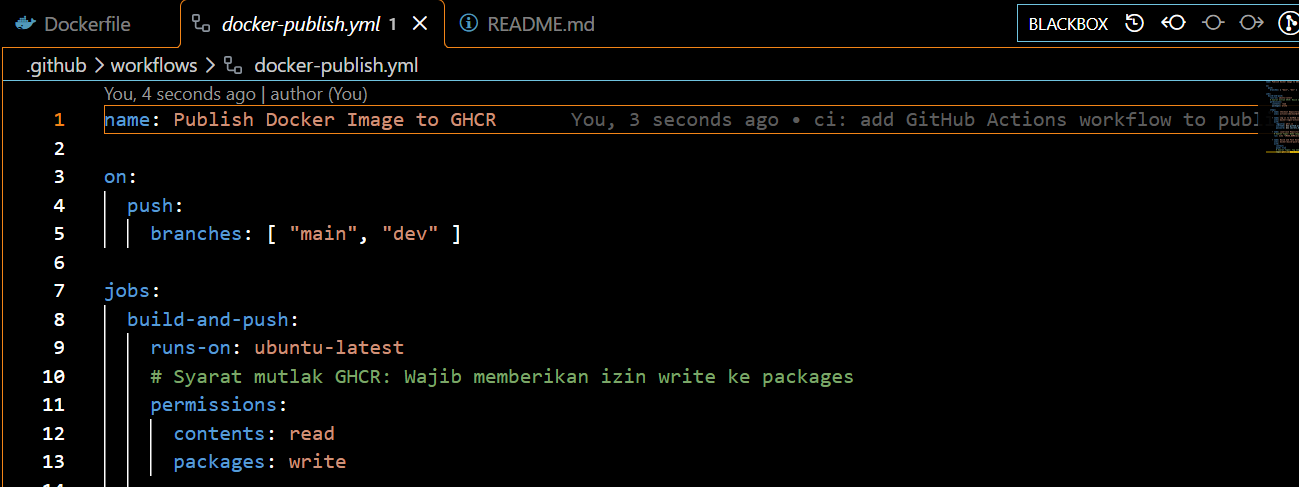 Dockerfile
docker-publish.yml 1
README.md
BLACKBOX
.github > workflows > docker-publish.yml
You, 4 seconds ago | author (You)
1 name: Publish Docker Image to GHCR You, 3 seconds ago • ci: add GitHub Actions workflow to publ
2
3 on:
4 push:
5 branches: [ "main", "dev" ]
6
7 jobs:
8 build-and-push:
9 runs-on: ubuntu-latest
10 # Syarat mutlak GHCR: Wajib memberikan izin write ke packages
11 permissions:
12 contents: read
13 packages: write